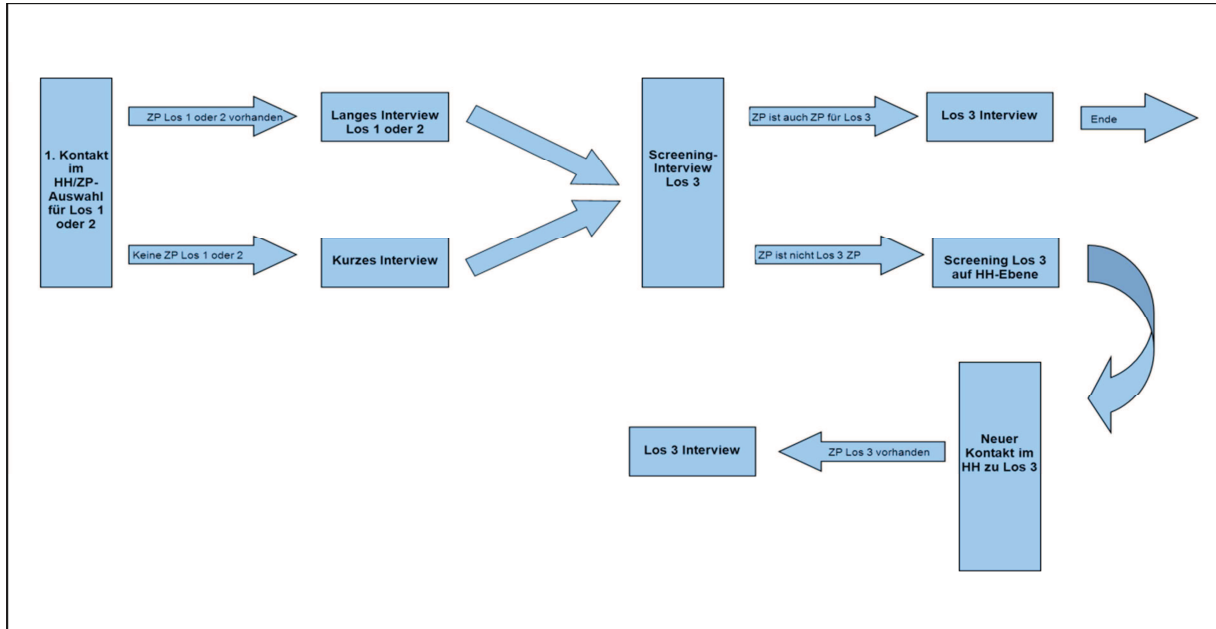 1. Kontakt
im
HH/ZP-
Auswahl
für Los 1
oder 2
ZP Los 1 oder 2 vorhanden
Keine ZP Los 1 oder 2
Langes Interview
Los 1 oder 2
Kurzes Interview
Screening-
Interview
Los 3
ZP ist auch ZP für Los 3
ZP ist nicht Los 3 ZP
Los 3 Interview
Ende
Screening Los 3
auf HH-Ebene
Neuer
Kontakt im
HH zu Los 3
ZP Los 3 vorhanden
Los 3 Interview